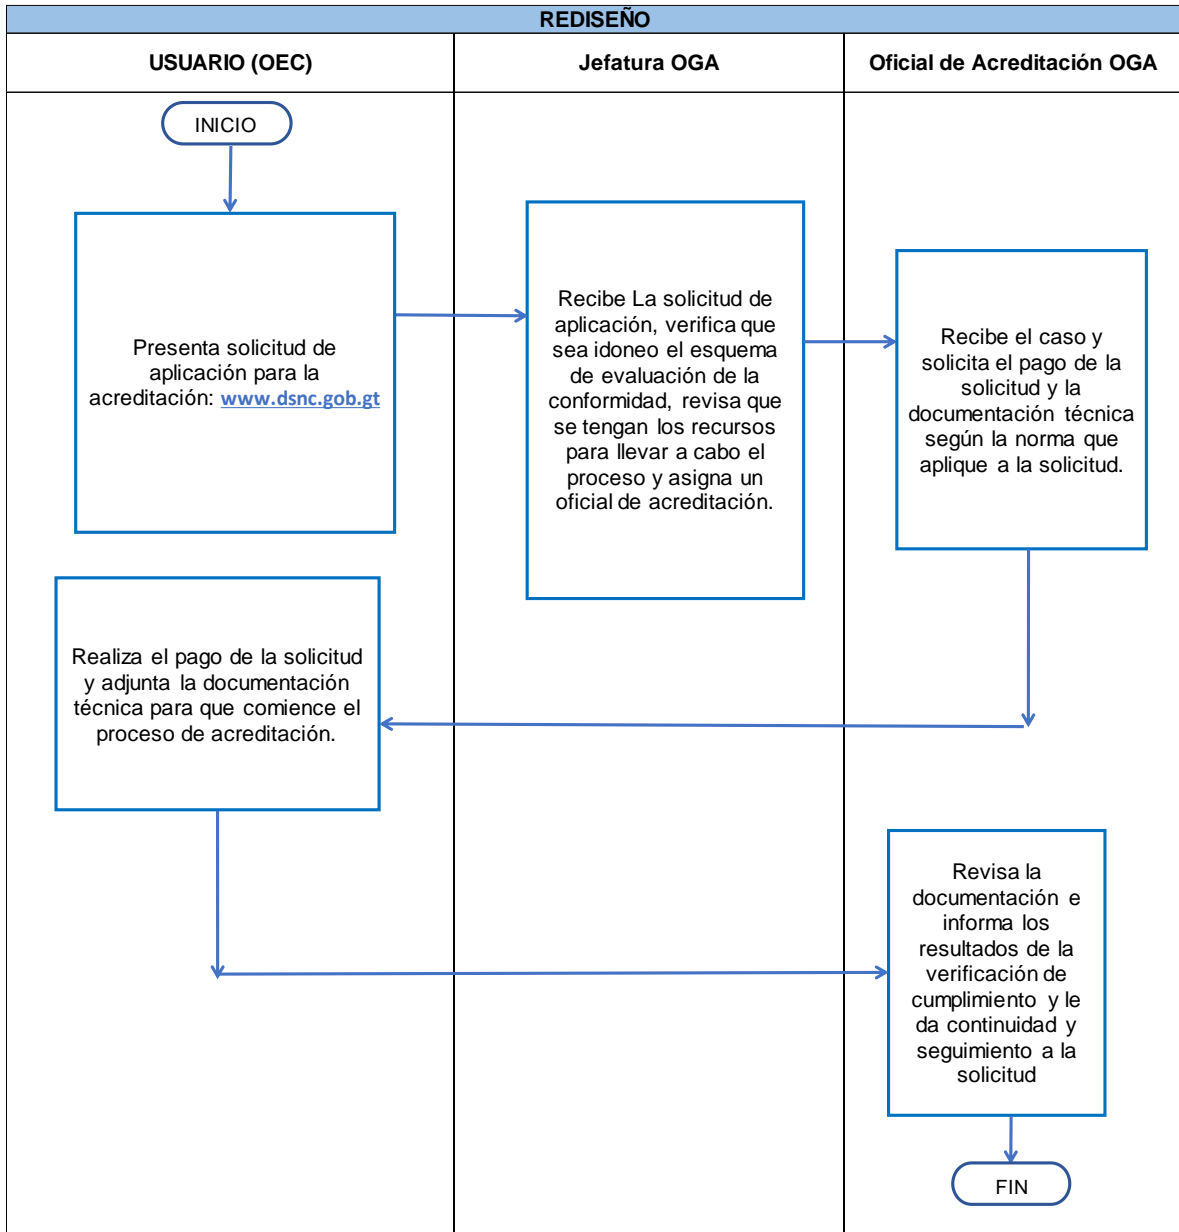 REDISEÑO
USUARIO (OEC)
Jefatura OGA
Oficial de Acreditación OGA
INICIO
Presenta solicitud de
aplicación para la
acreditación: www.dsnc.gob.gt
Recibe La solicitud de
aplicación, verifica que
sea idoneo el esquema
de evaluación de la
conformidad, revisa que
se tengan los recursos
para llevar a cabo el
proceso y asigna un
oficial de acreditación.
Recibe el caso y
solicita el pago de la
solicitud y la
documentación técnica
según la norma que
aplique a la solicitud.
Realiza el pago de la solicitud
y adjunta la documentación
técnica para que comience el
proceso de acreditación.
Revisa la
documentación e
informa los
resultados de la
verificación de
cumplimiento y le
da continuidad y
seguimiento a la
solicitud
FIN